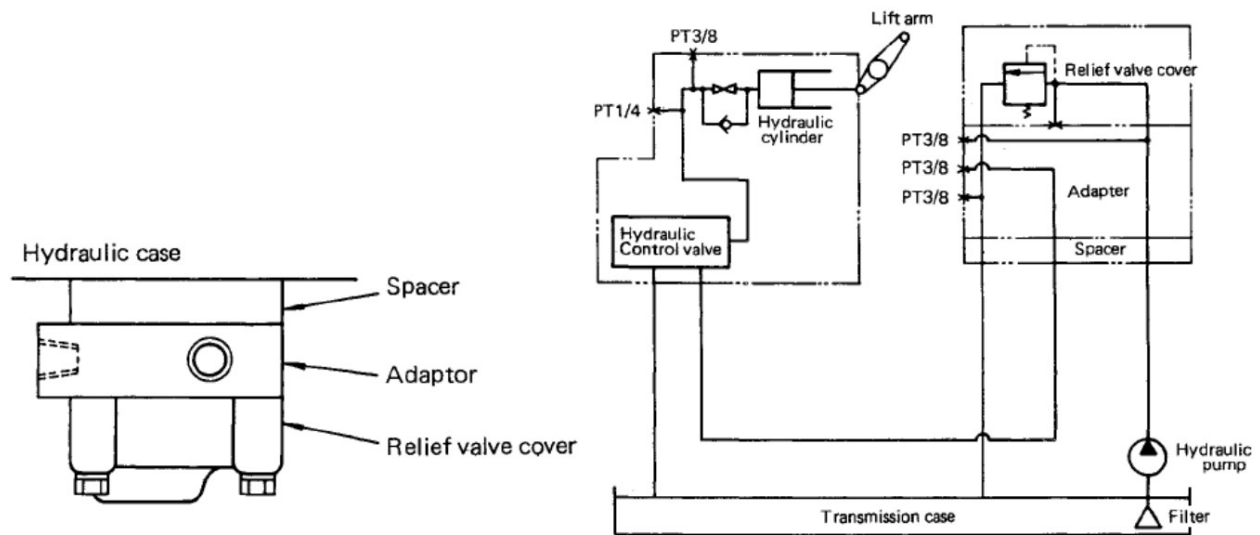 Hydraulic case
Spacer
Adaptor
Relief valve cover
Lift arm
PT3/8
PT1/4
Hydraulic
cylinder
Hydraulic
Control valve
Relief valve cover
PT3/8
PT3/8
PT3/8
Adapter
Spacer
Hydraulic
pump
Transmission case
Filter